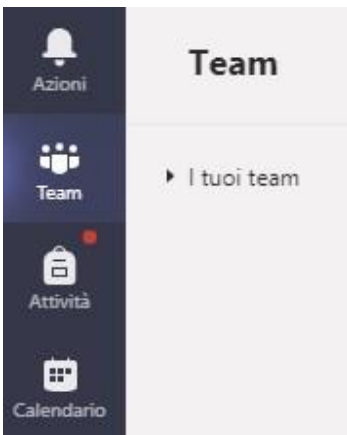 Azioni
Team
Attività
Calendario
Team
I tuoi team